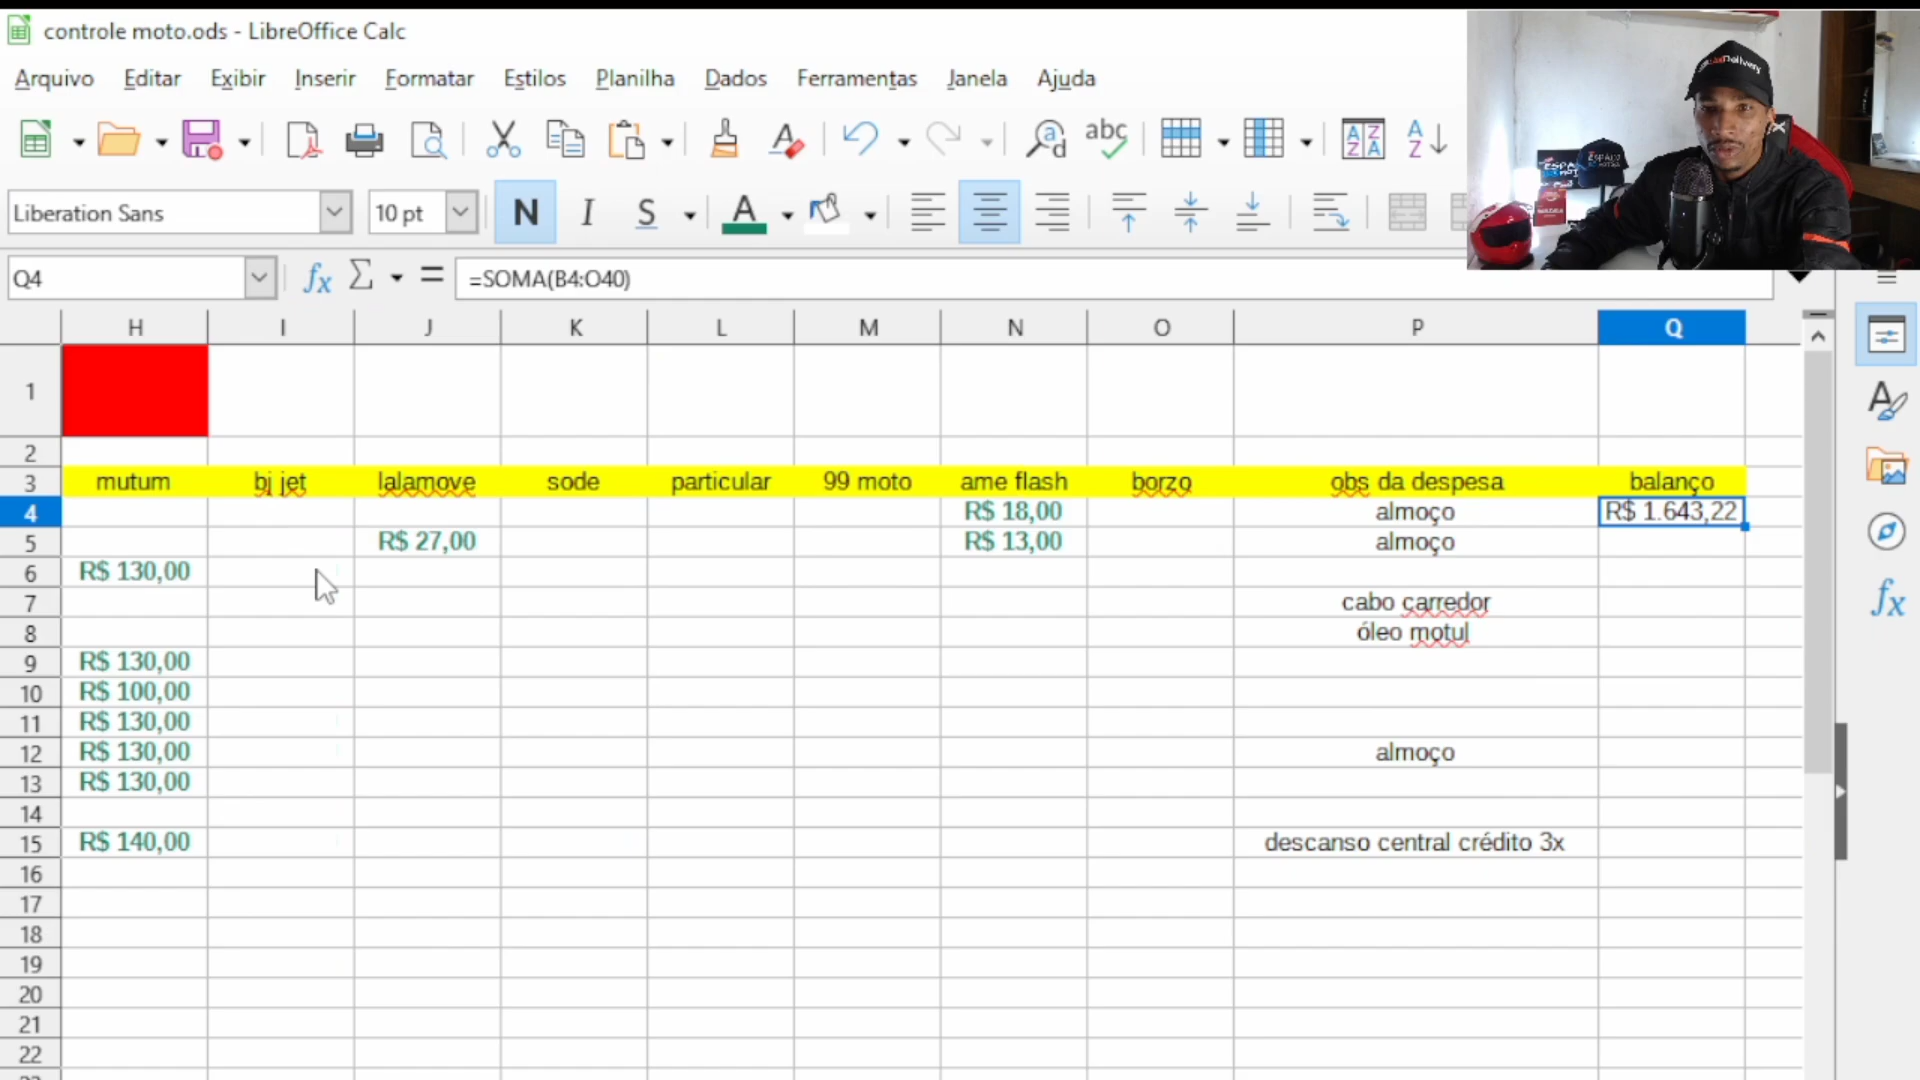 controle moto.ods - LibreOffice Calc
Arquivo Editar Exibir Inserir Formatar Estilos Planilha Dados Ferramentas Janela Ajuda
Liberation Sans 10 pt N I S A
Q4 fx Σ = =SOMA(B4:O40)
H I J K L M N O P Q
1
2
3 mutum bj jet lalamove sode particular 99 moto ame flash borzo obs da despesa balanço
4 R$ 18,00 almoço R$ 1.643,22
5 R$ 27,00 R$ 13,00 almoço
6 R$ 130,00
7 cabo carredor
8 óleo motul
9 R$ 130,00
10 R$ 100,00
11 R$ 130,00
12 R$ 130,00 almoço
13 R$ 130,00
14
15 R$ 140,00 descanso central crédito 3x
16
17
18
19
20
21
22